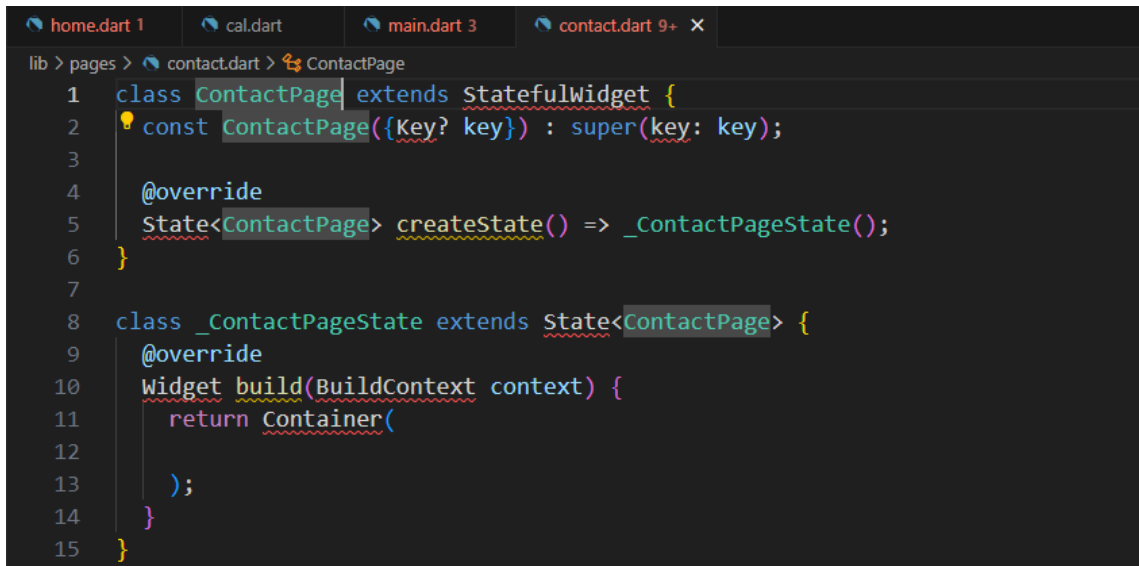 home.dart 1 cal.dart main.dart 3 contact.dart 9+ X
lib > pages > contact.dart > ContactPage
1 class ContactPage extends StatefulWidget {
2 const ContactPage({Key? key}) : super(key: key);
3
4 @override
5 State<ContactPage> createState() => _ContactPageState();
6 }
7
8 class _ContactPageState extends State<ContactPage> {
9 @override
10 Widget build(BuildContext context) {
11 return Container(
12
13 );
14 }
15 }